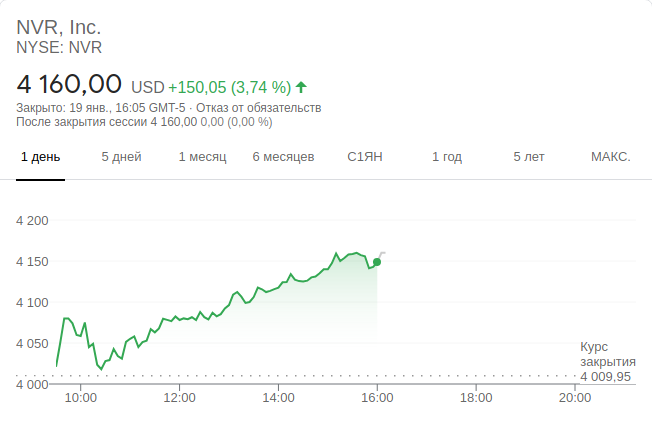 NVR, Inc.
NYSE: NVR
4 160,00 USD +150,05 (3,74 %)
Закрыто: 19 янв., 16:05 GMT-5 · Отказ от обязательств
После закрытия сессии 4 160,00 0,00 (0,00 %)
1 день 5 дней 1 месяц 6 месяцев С1ЯН 1 год 5 лет МАКС.
4 200
4 150
4 100
4 050
4 000
Курс
закрытия
4 009,95
10:00 12:00 14:00 16:00 18:00 20:00